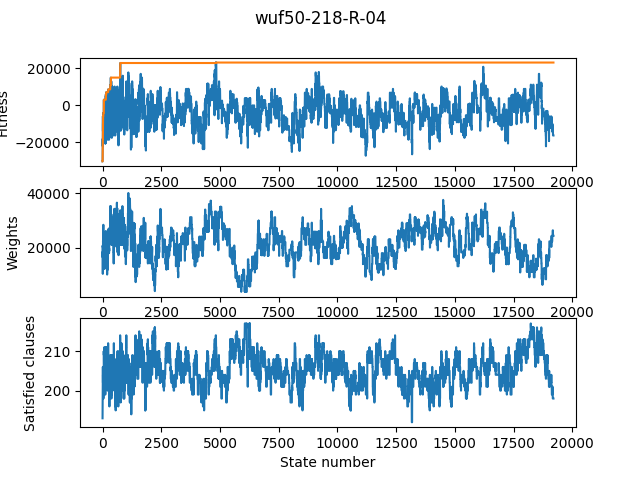 wuf50-218-R-04
Fitness
20000
0
−20000
0 2500 5000 7500 10000 12500 15000 17500 20000
Weights
40000
20000
0 2500 5000 7500 10000 12500 15000 17500 20000
Satisfied clauses
210
200
0 2500 5000 7500 10000 12500 15000 17500 20000
State number